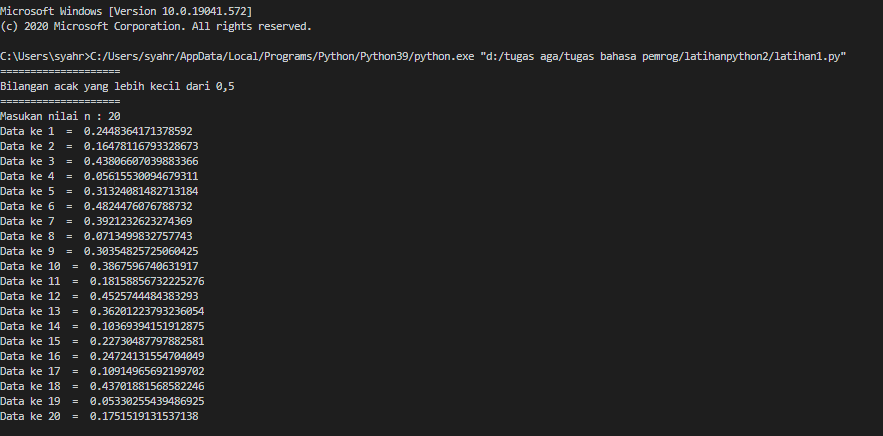 Microsoft Windows [Version 10.0.19041.572]
(c) 2020 Microsoft Corporation. All rights reserved.
C:\Users\syahr>C:/Users/syahr/AppData/Local/Programs/Python/Python39/python.exe "d:/tugas aga/tugas bahasa pemrog/latihanpython2/latihan1.py"
====================
Bilangan acak yang lebih kecil dari 0,5
====================
Masukan nilai n : 20
Data ke 1  =  0.2448364171378592
Data ke 2  =  0.16478116793328673
Data ke 3  =  0.43806607039883366
Data ke 4  =  0.05615530094679311
Data ke 5  =  0.31324081482713184
Data ke 6  =  0.4824476076788732
Data ke 7  =  0.3921232623274369
Data ke 8  =  0.0713499832757743
Data ke 9  =  0.30354825725060425
Data ke 10  =  0.3867596740631917
Data ke 11  =  0.18158856732225276
Data ke 12  =  0.4525744484383293
Data ke 13  =  0.36201223793236054
Data ke 14  =  0.10369394151912875
Data ke 15  =  0.22730487797882581
Data ke 16  =  0.24724131554704049
Data ke 17  =  0.10914965692199702
Data ke 18  =  0.43701881568582246
Data ke 19  =  0.05330255439486925
Data ke 20  =  0.1751519131537138